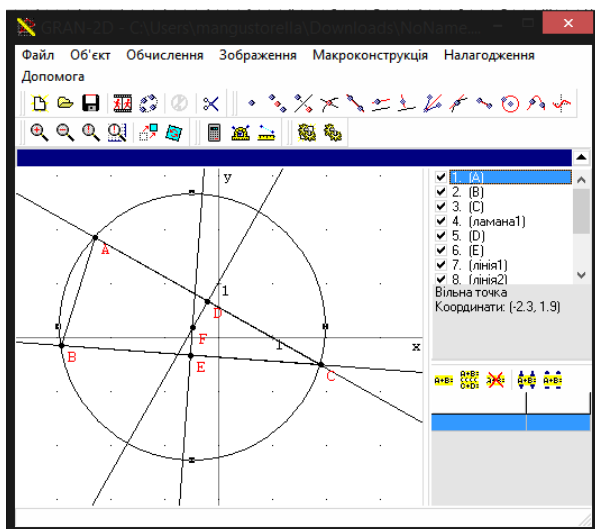 GRAN-2D - C:\Users\mangustorella\Downloads\NoName...
Файл Об'єкт Обчислення Зображення Макроконструкція Налагодження
Допомога
1. (A)
2. (B)
3. (C)
4. (ламана1)
5. (D)
6. (E)
7. (лінія1)
8. (лінія2)
Вільна точка
Координати: (-2.3, 1.9)
A+B=
A+B=
C+D=
A+B=
A+B=
A+B=
y
A
1
D
F
1
x
B
E
C